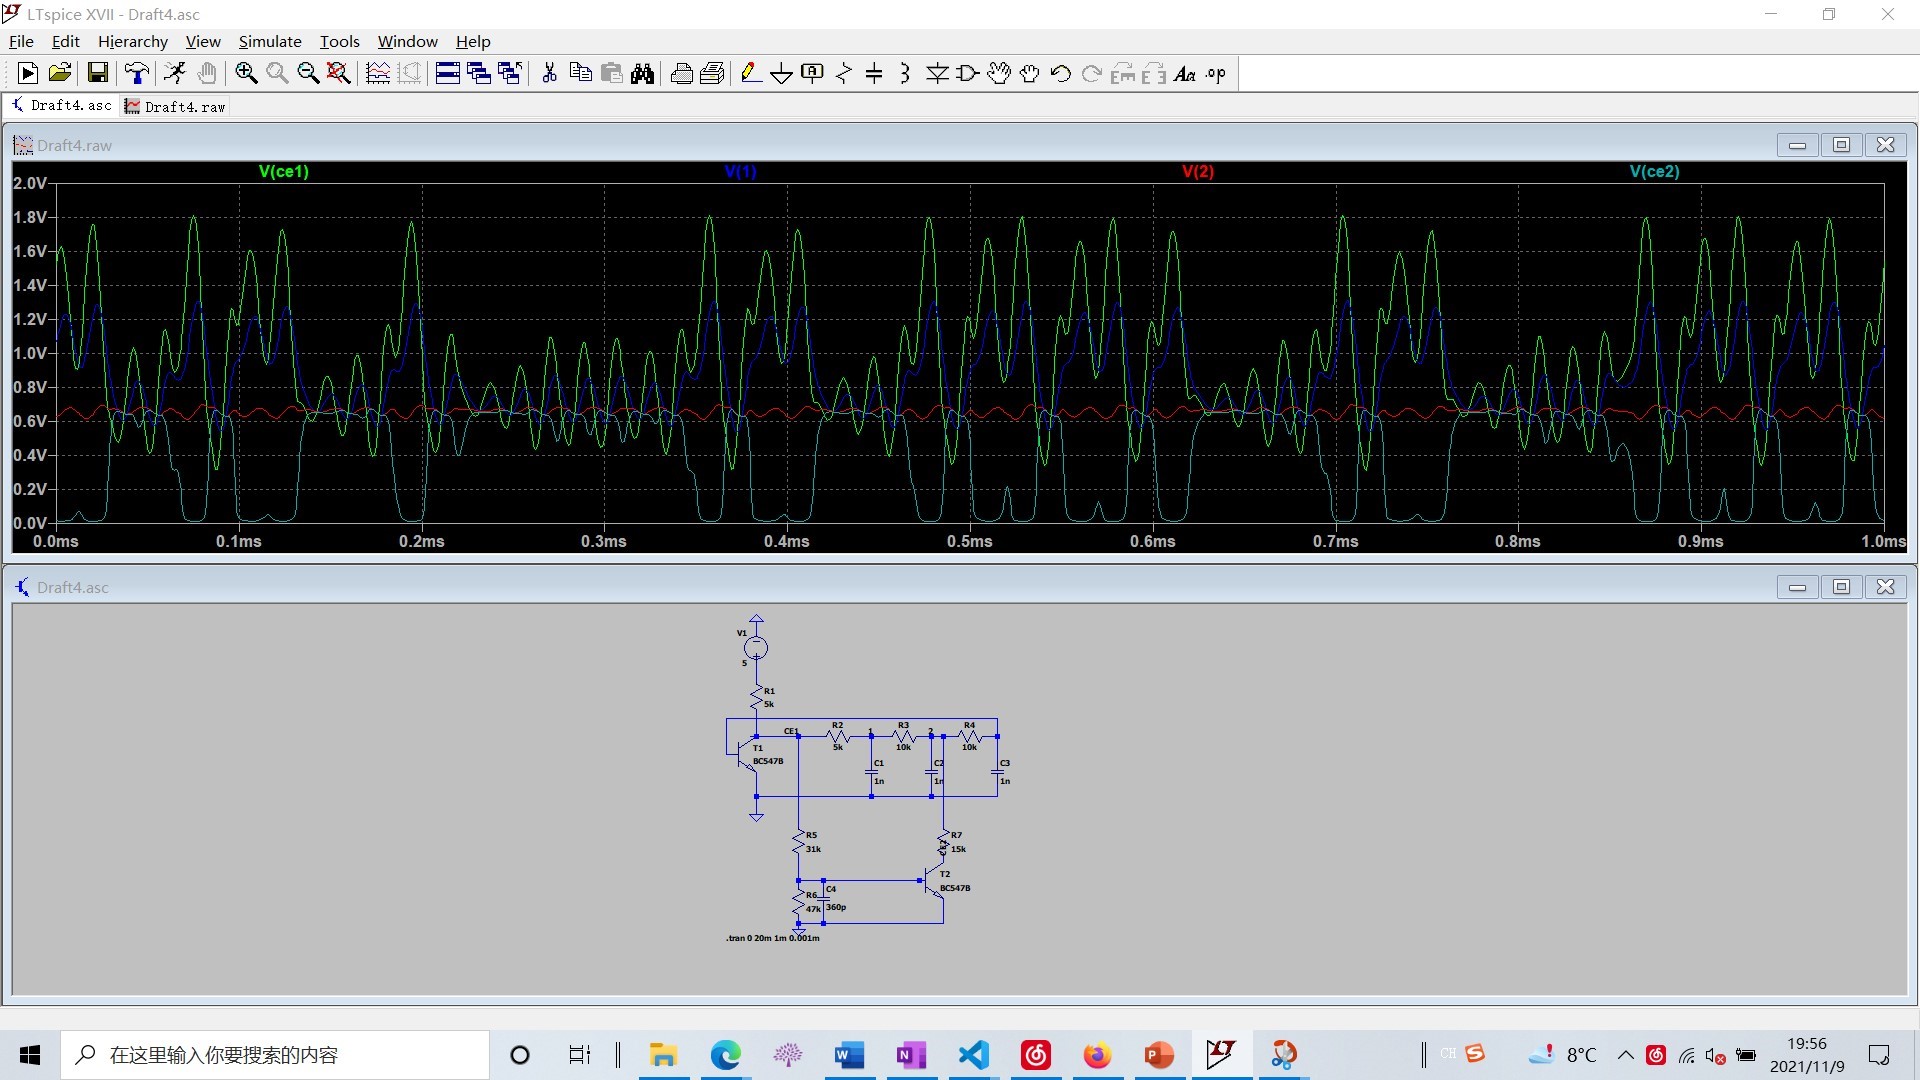 LTspice XVII - Draft4.asc
File Edit Hierarchy View Simulate Tools Window Help
Draft4.asc Draft4.raw
Draft4.raw
V(ce1) V(1) V(2) V(ce2)
2.0V
1.8V
1.6V
1.4V
1.2V
1.0V
0.8V
0.6V
0.4V
0.2V
0.0V
0.0ms 0.1ms 0.2ms 0.3ms 0.4ms 0.5ms 0.6ms 0.7ms 0.8ms 0.9ms 1.0ms
Draft4.asc
V1
5
R1
5k
CE1 R2 1 R3 2 R4
5k 10k 10k
T1
BC547B
C1 C2 C3
1n 1n 1n
R5 R7
31k CE2 15k
T2
BC547B
R6 C4
47k 360p
.tran 0 20m 1m 0.001m
在这里输入你要搜索的内容
CH 8°C
19:56
2021/11/9